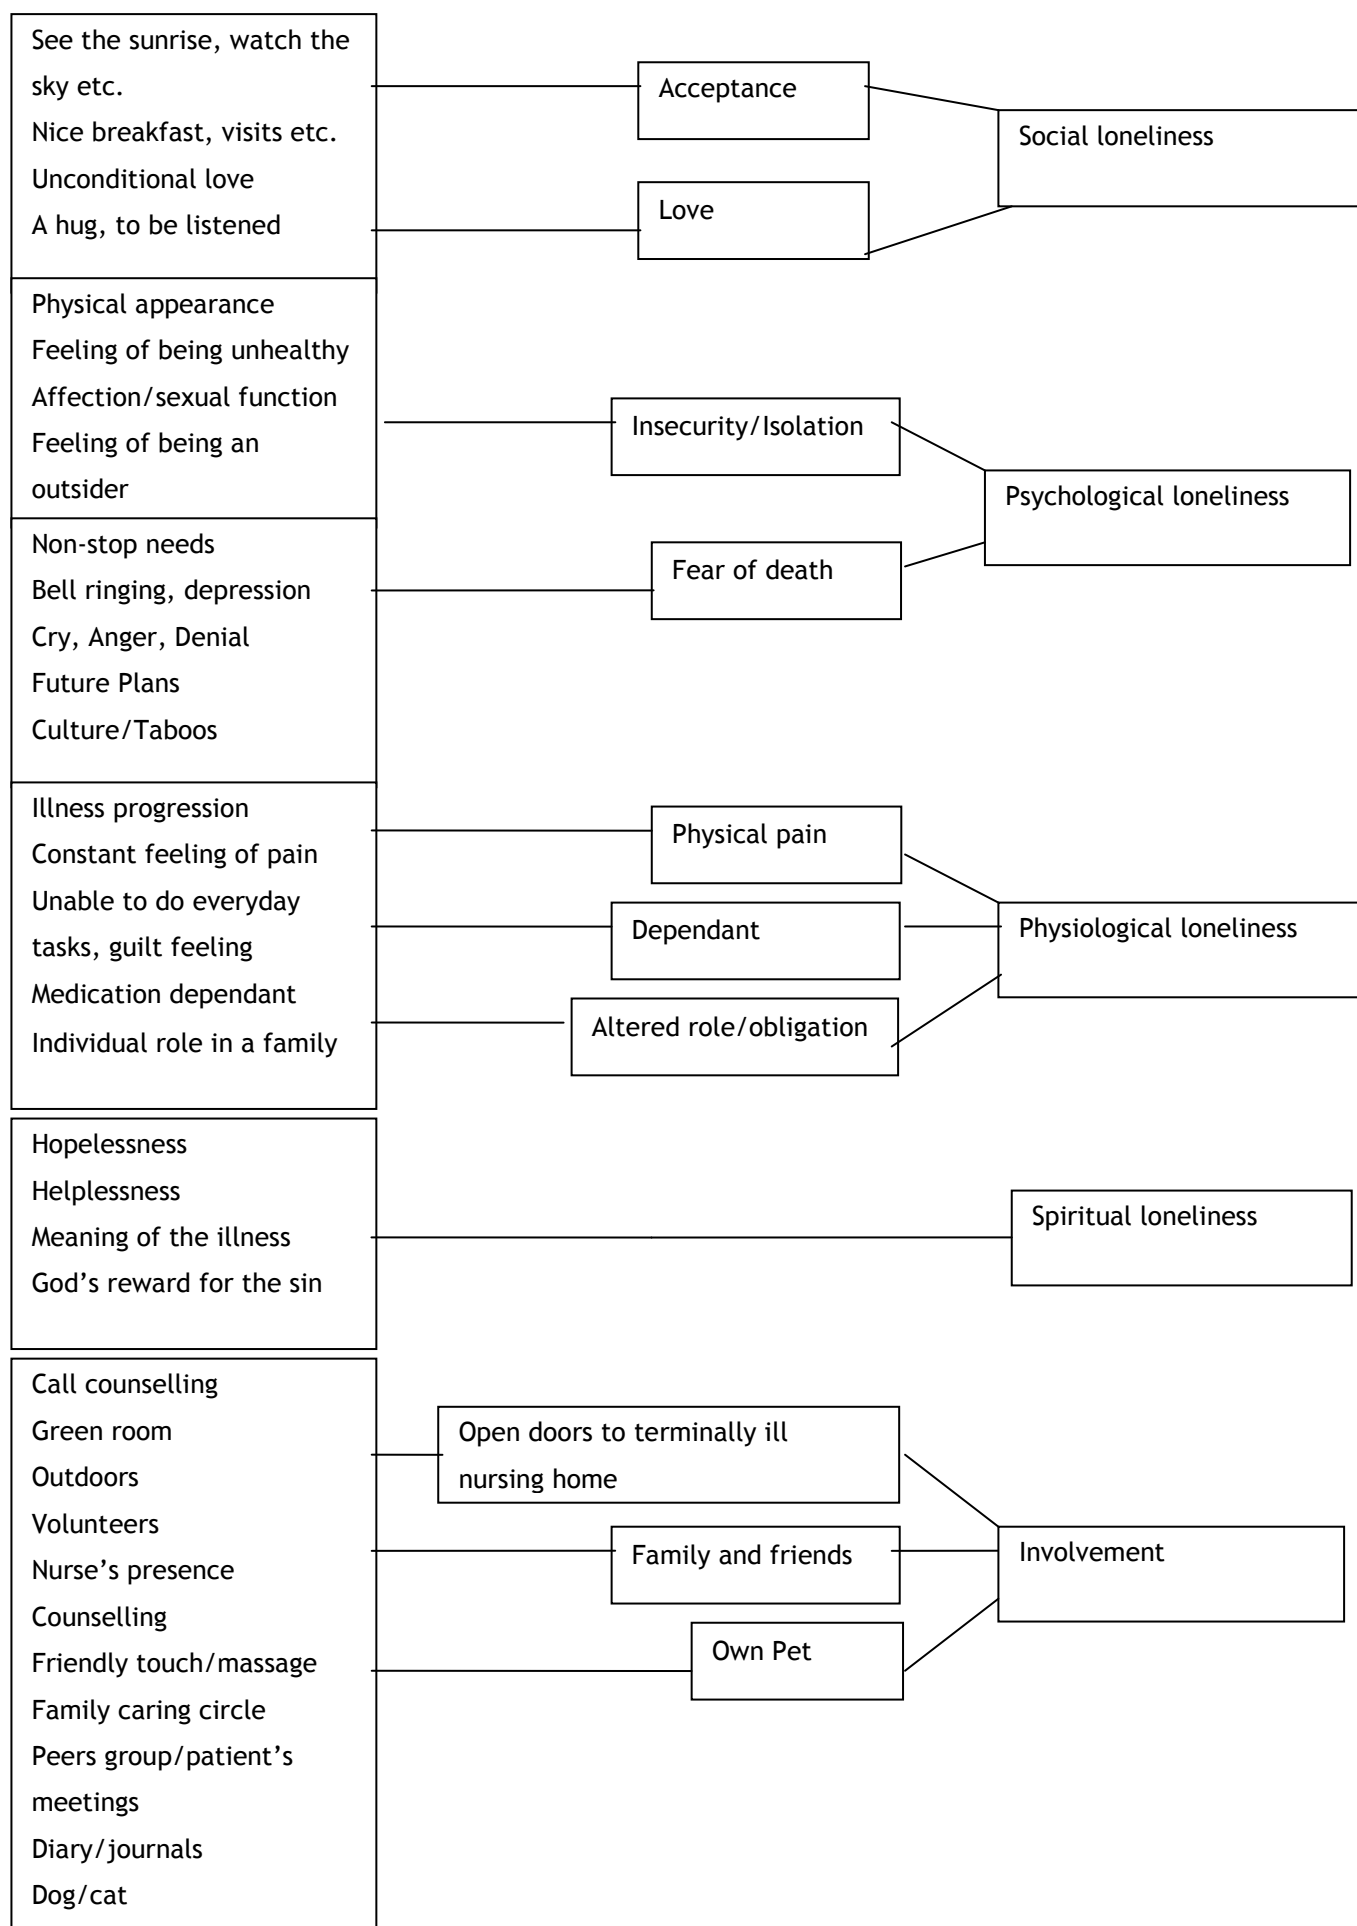 See the sunrise, watch the
sky etc.
Nice breakfast, visits etc.
Unconditional love
A hug, to be listened
Acceptance
Love
Social loneliness
Physical appearance
Feeling of being unhealthy
Affection/sexual function
Feeling of being an
outsider
Insecurity/Isolation
Psychological loneliness
Non-stop needs
Bell ringing, depression
Cry, Anger, Denial
Future Plans
Culture/Taboos
Fear of death
Illness progression
Constant feeling of pain
Unable to do everyday
tasks, guilt feeling
Medication dependant
Individual role in a family
Physical pain
Dependant
Altered role/obligation
Physiological loneliness
Hopelessness
Helplessness
Meaning of the illness
God’s reward for the sin
Spiritual loneliness
Call counselling
Green room
Outdoors
Volunteers
Nurse’s presence
Counselling
Friendly touch/massage
Family caring circle
Peers group/patient’s
meetings
Diary/journals
Dog/cat
Open doors to terminally ill
nursing home
Family and friends
Own Pet
Involvement